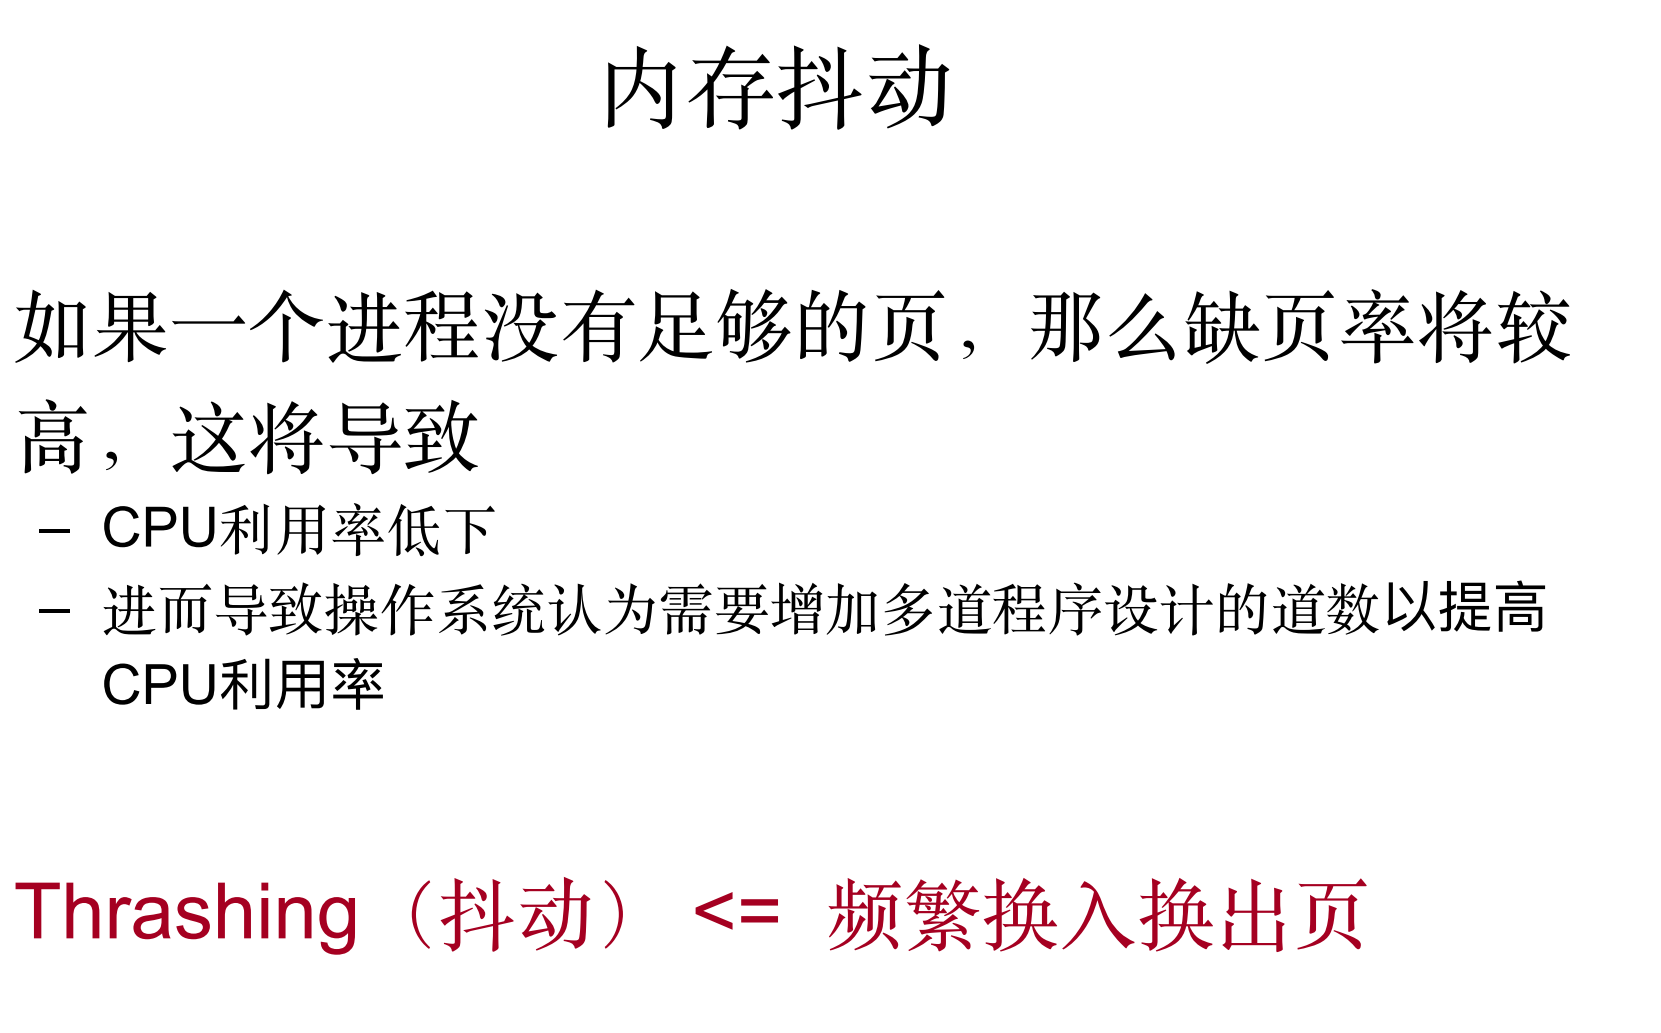 内存抖动
如果一个进程没有足够的页，那么缺页率将较
高，这将导致
– CPU利用率低下
– 进而导致操作系统认为需要增加多道程序设计的道数以提高
CPU利用率
Thrashing（抖动） <= 频繁换入换出页